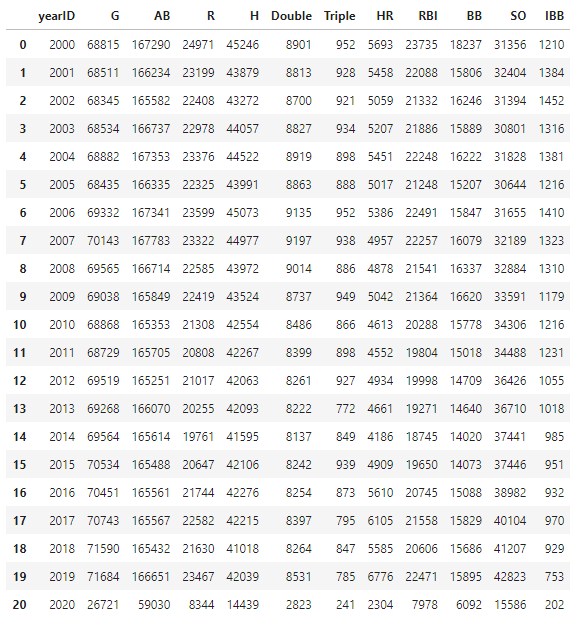 yearID G AB R H Double Triple HR RBI BB SO IBB
0 2000 68815 167290 24971 45246 8901 952 5693 23735 18237 31356 1210
1 2001 68511 166234 23199 43879 8813 928 5458 22088 15806 32404 1384
2 2002 68345 165582 22408 43272 8700 921 5059 21332 16246 31394 1452
3 2003 68534 166737 22978 44057 8827 934 5207 21886 15889 30801 1316
4 2004 68882 167353 23376 44522 8919 898 5451 22248 16222 31828 1381
5 2005 68435 166335 22325 43991 8863 888 5017 21248 15207 30644 1216
6 2006 69332 167341 23599 45073 9135 952 5386 22491 15847 31655 1410
7 2007 70143 167783 23322 44977 9197 938 4957 22257 16079 32189 1323
8 2008 69565 166714 22585 43972 9014 886 4878 21541 16337 32884 1310
9 2009 69038 165849 22419 43524 8737 949 5042 21364 16620 33591 1179
10 2010 68868 165353 21308 42554 8486 866 4613 20288 15778 34306 1216
11 2011 68729 165705 20808 42267 8399 898 4552 19804 15018 34488 1231
12 2012 69519 165251 21017 42063 8261 927 4934 19998 14709 36426 1055
13 2013 69268 166070 20255 42093 8222 772 4661 19271 14640 36710 1018
14 2014 69564 165614 19761 41595 8137 849 4186 18745 14020 37441 985
15 2015 70534 165488 20647 42106 8242 939 4909 19650 14073 37446 951
16 2016 70451 165561 21744 42276 8254 873 5610 20745 15088 38982 932
17 2017 70743 165567 22582 42215 8397 795 6105 21558 15829 40104 970
18 2018 71590 165432 21630 41018 8264 847 5585 20606 15686 41207 929
19 2019 71684 166651 23467 42039 8531 785 6776 22471 15895 42823 753
20 2020 26721 59030 8344 14439 2823 241 2304 7978 6092 15586 202